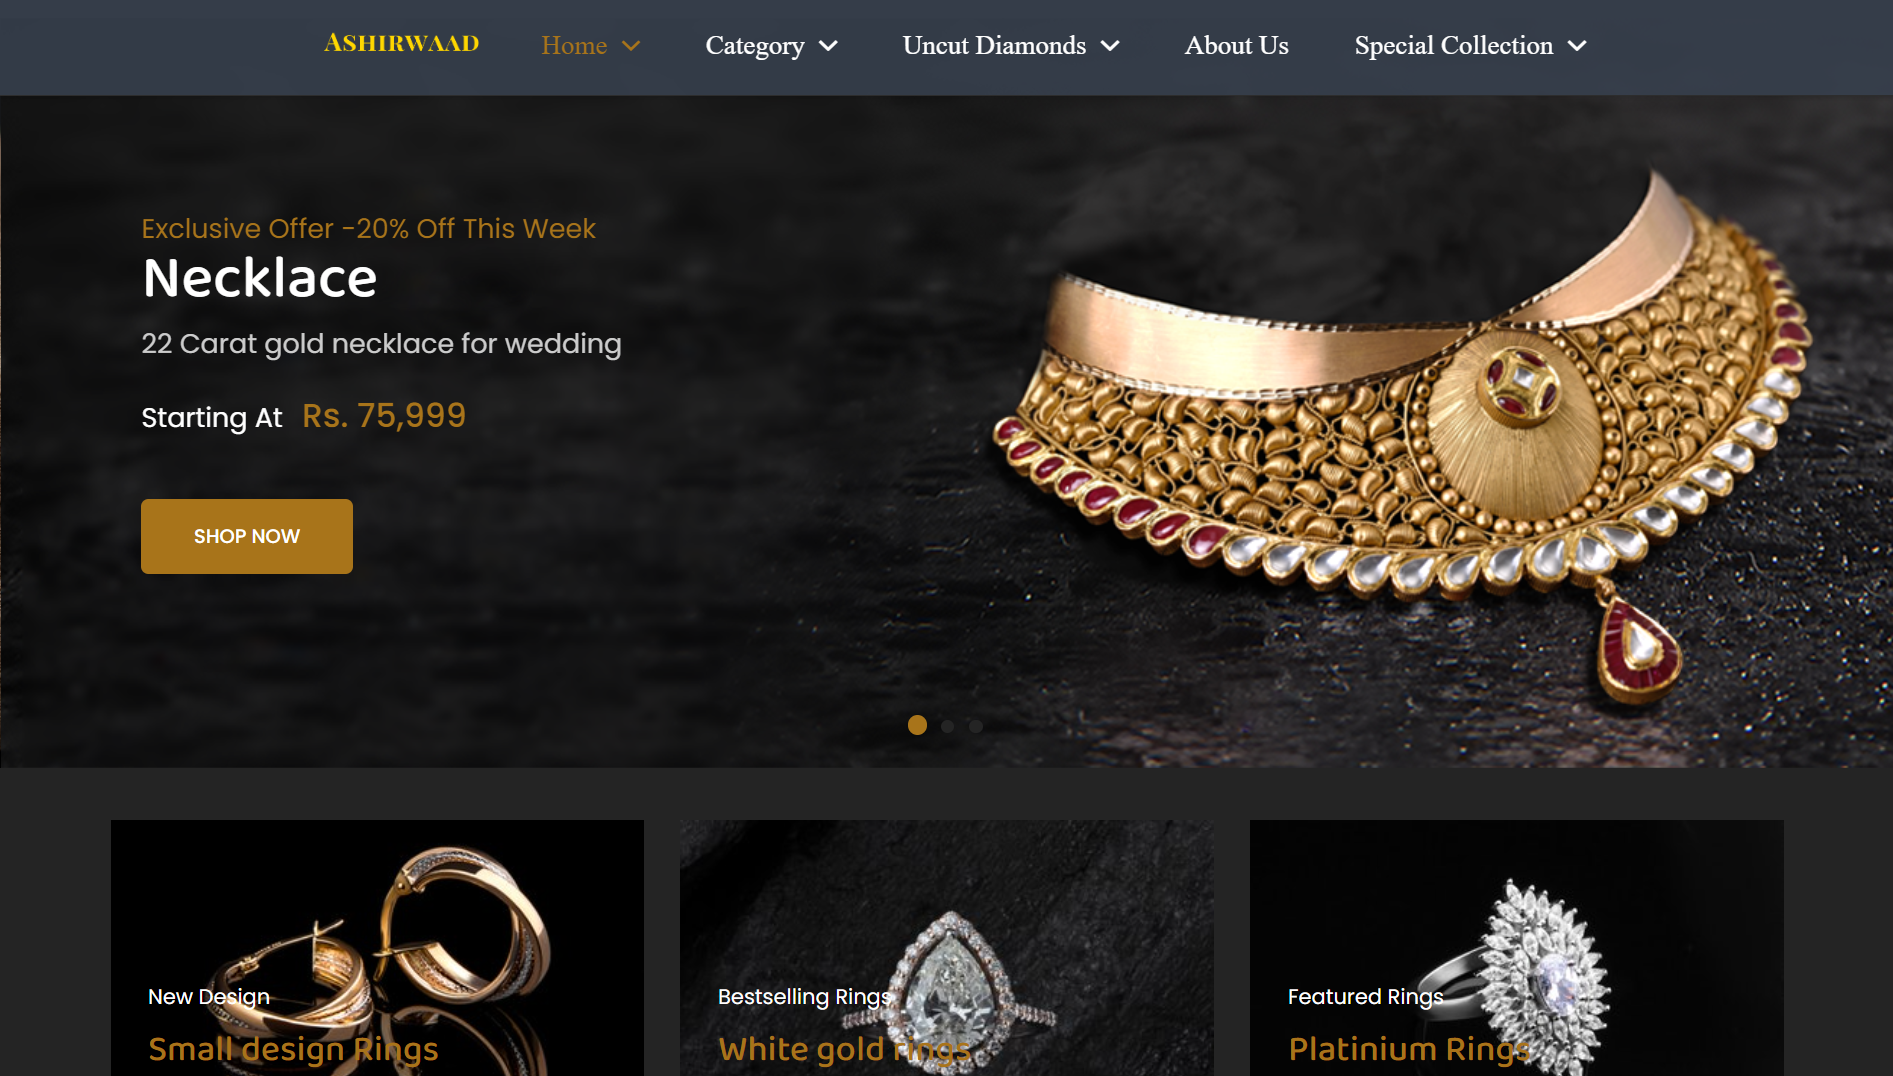 ASHIRWAAD
Home
Category
Uncut Diamonds
About Us
Special Collection
Exclusive Offer -20% Off This Week
Necklace
22 Carat gold necklace for wedding
Starting At Rs. 75,999
SHOP NOW
New Design
Small design Rings
Bestselling Rings
White gold rings
Featured Rings
Platinium Rings